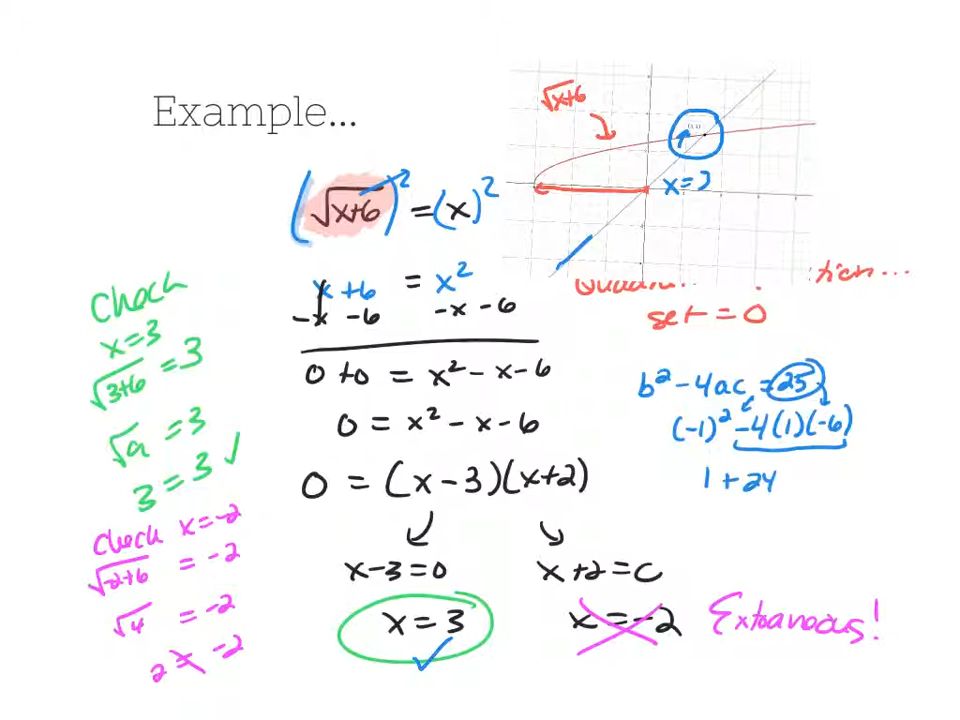 Example...
√x+6
x=3
(√x+6)² = (x)²
x+6 = x²
-x -6 -x -6
0 + 0 = x² - x - 6
0 = x² - x - 6
0 = (x-3)(x+2)
x-3=0 x+2=0
x=3 x=-2 Extraneous!
set = 0
b² - 4ac = 25
(-1)² -4(1)(-6)
1 + 24
Check
x=3
√3+6 = 3
√9 = 3
3 = 3 ✓
Check x=-2
√-2+6 = -2
√4 = -2
2 ≠ -2